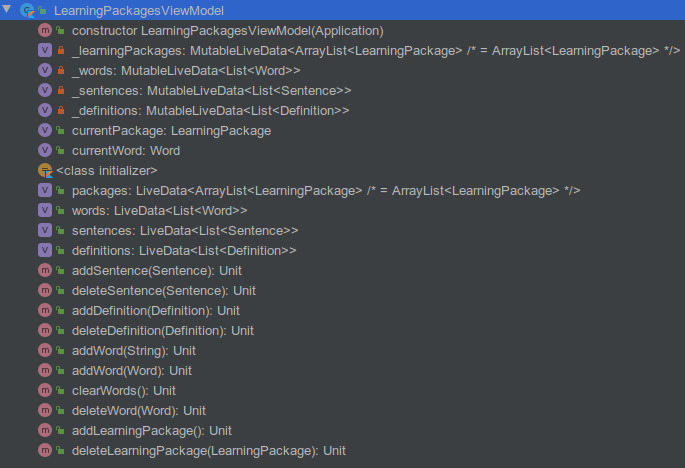 LearningPackagesViewModel
constructor LearningPackagesViewModel(Application)
_learningPackages: MutableLiveData<ArrayList<LearningPackage> /* = ArrayList<LearningPackage> */>
_words: MutableLiveData<List<Word>>
_sentences: MutableLiveData<List<Sentence>>
_definitions: MutableLiveData<List<Definition>>
currentPackage: LearningPackage
currentWord: Word
<class initializer>
packages: LiveData<ArrayList<LearningPackage> /* = ArrayList<LearningPackage> */>
words: LiveData<List<Word>>
sentences: LiveData<List<Sentence>>
definitions: LiveData<List<Definition>>
addSentence(Sentence): Unit
deleteSentence(Sentence): Unit
addDefinition(Definition): Unit
deleteDefinition(Definition): Unit
addWord(String): Unit
addWord(Word): Unit
clearWords(): Unit
deleteWord(Word): Unit
addLearningPackage(): Unit
deleteLearningPackage(LearningPackage): Unit